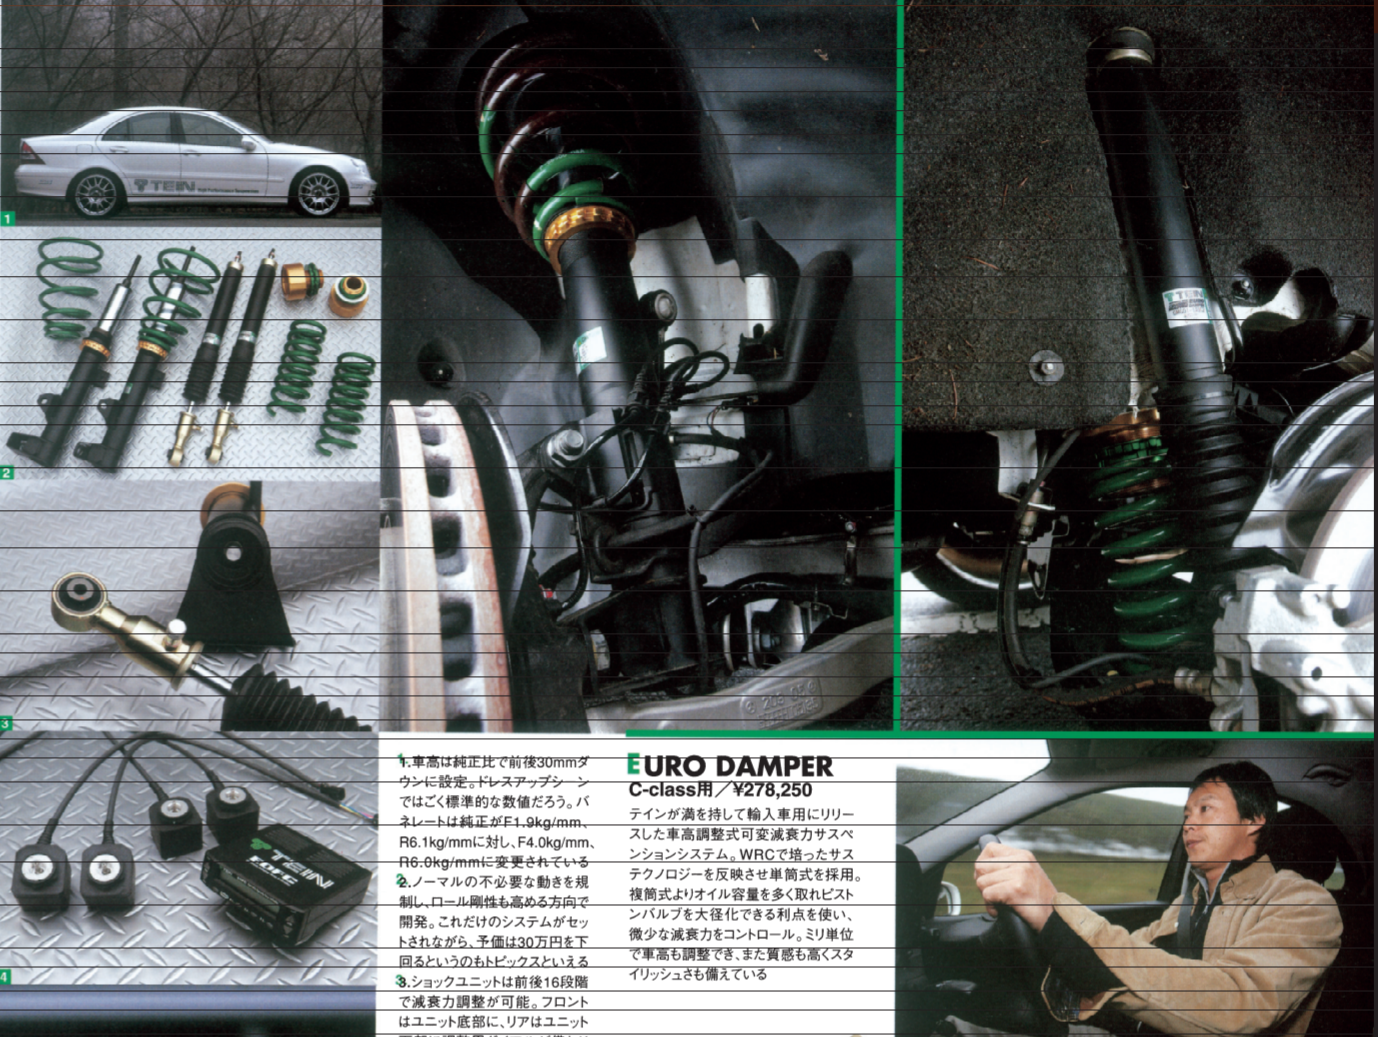 TEIN
1
2
3
TEIN
TEIN
EDFC
4
1.車高は純正比で前後30mmダ
ウンに設定。ドレスアップシーン
ではごく標準的な数値だろう。バ
ネレートは純正がF1.9kg/mm、
R6.1kg/mmに対し、F4.0kg/mm、
R6.0kg/mmに変更されている
2.ノーマルの不必要な動きを規
制し、ロール剛性も高める方向で
開発。これだけのシステムがセッ
トされながら、予価は30万円を下
回るというのもトピックスといえる
3.ショックユニットは前後16段階
で減衰力調整が可能。フロント
はユニット底部に、リアはユニット
EURO DAMPER
C-class用／¥278,250
テインが満を持して輸入車用にリリー
スした車高調整式可変減衰力サスペ
ンションシステム。WRCで培ったサス
テクノロジーを反映させ単筒式を採用。
複筒式よりオイル容量を多く取れピスト
ンバルブを大径化できる利点を使い、
微少な減衰力をコントロール。ミリ単位
で車高も調整でき、また質感も高くスタ
イリッシュさも備えている